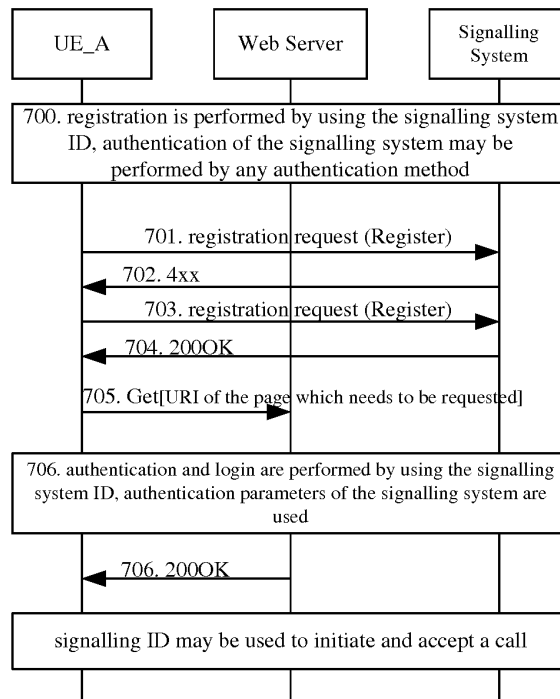 UE_A
Web Server
Signalling
System
700. registration is performed by using the signalling system
ID, authentication of the signalling system may be
performed by any authentication method
701. registration request (Register)
702. 4xx
703. registration request (Register)
704. 200OK
705. Get[URI of the page which needs to be requested]
706. authentication and login are performed by using the signalling
system ID, authentication parameters of the signalling system are
used
706. 200OK
signalling ID may be used to initiate and accept a call